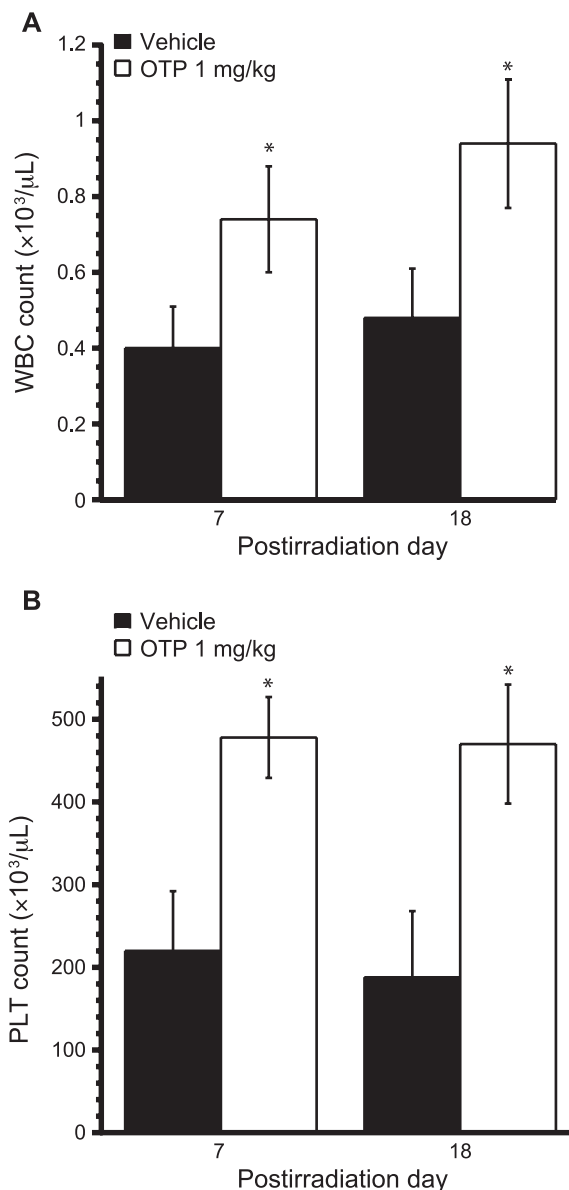 A
Vehicle
OTP 1 mg/kg
1.2
1
0.8
0.6
0.4
0.2
0
WBC count (×10³/μL)
*
*
7
18
Postirradiation day
B
Vehicle
OTP 1 mg/kg
500
400
300
200
100
0
PLT count (×10³/μL)
*
*
7
18
Postirradiation day